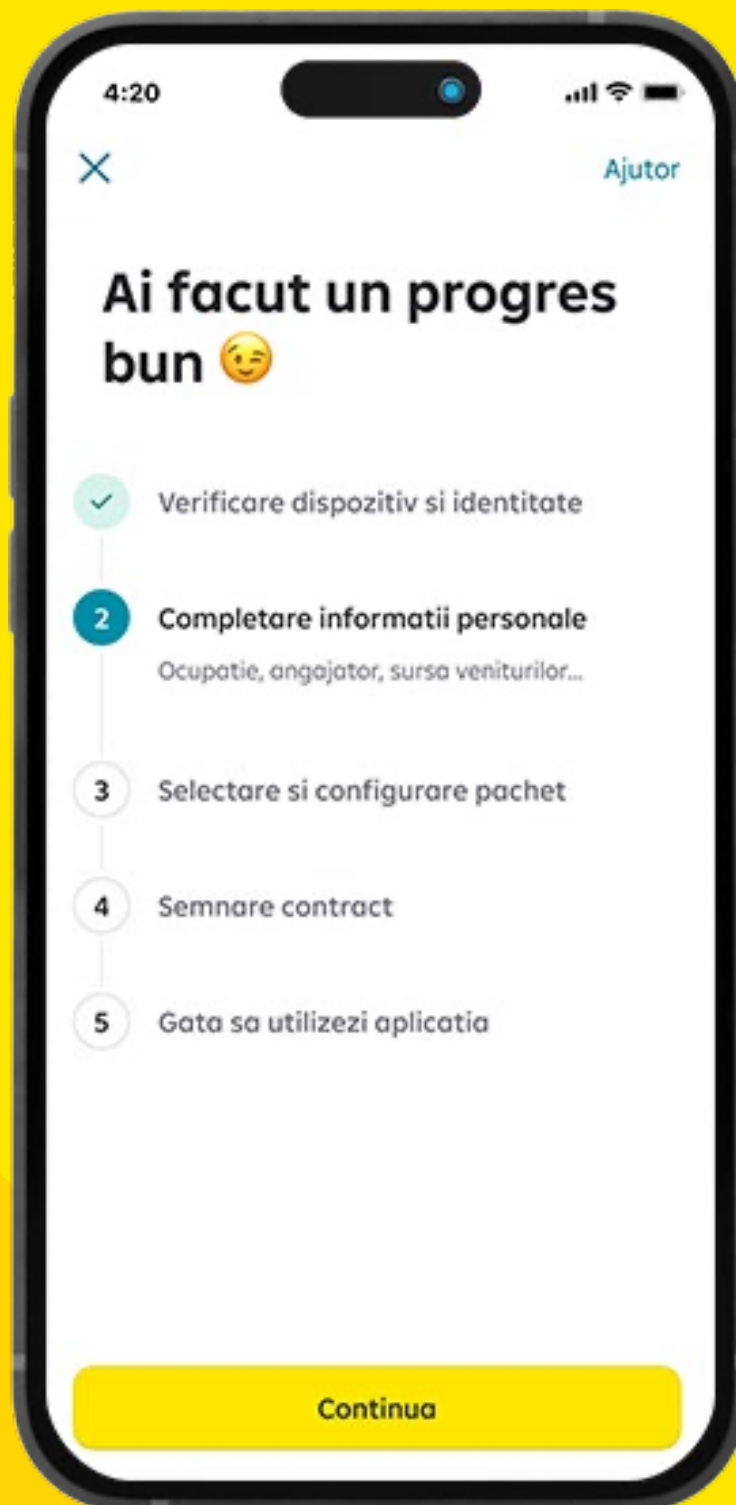 4:20
Ajutor
Ai facut un progres
bun 😉
Verificare dispozitiv si identitate
2
Completare informatii personale
Ocupatie, angajator, sursa veniturilor...
3
Selectare si configurare pachet
4
Semnare contract
5
Gata sa utilizezi aplicatia
Continua